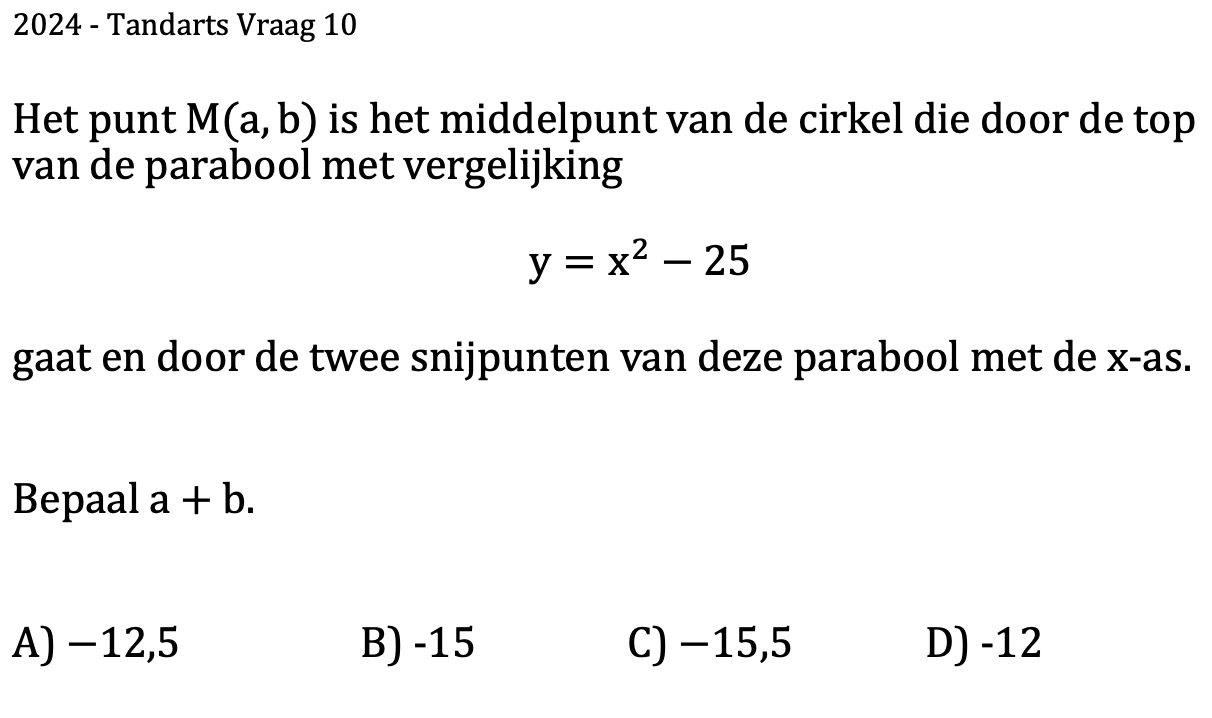 2024 - Tandarts Vraag 10
Het punt M(a, b) is het middelpunt van de cirkel die door de top
van de parabool met vergelijking
y = x² − 25
gaat en door de twee snijpunten van deze parabool met de x-as.
Bepaal a + b.
A) −12,5 B) -15 C) −15,5 D) -12